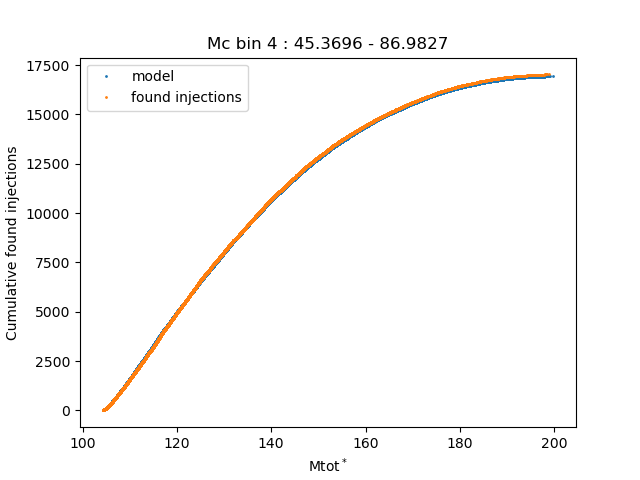 Mc bin 4 : 45.3696 - 86.9827
model
found injections
Cumulative found injections
17500
15000
12500
10000
7500
5000
2500
0
100 120 140 160 180 200
Mtot*